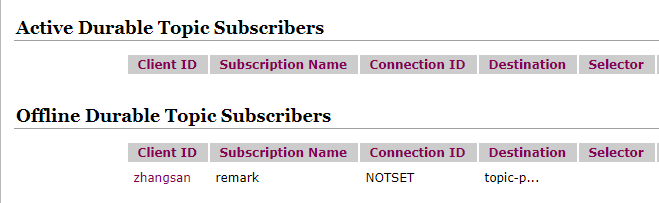 Active Durable Topic Subscribers
Client ID Subscription Name Connection ID Destination Selector
Offline Durable Topic Subscribers
Client ID Subscription Name Connection ID Destination Selector
zhangsan remark NOTSET topic-p...